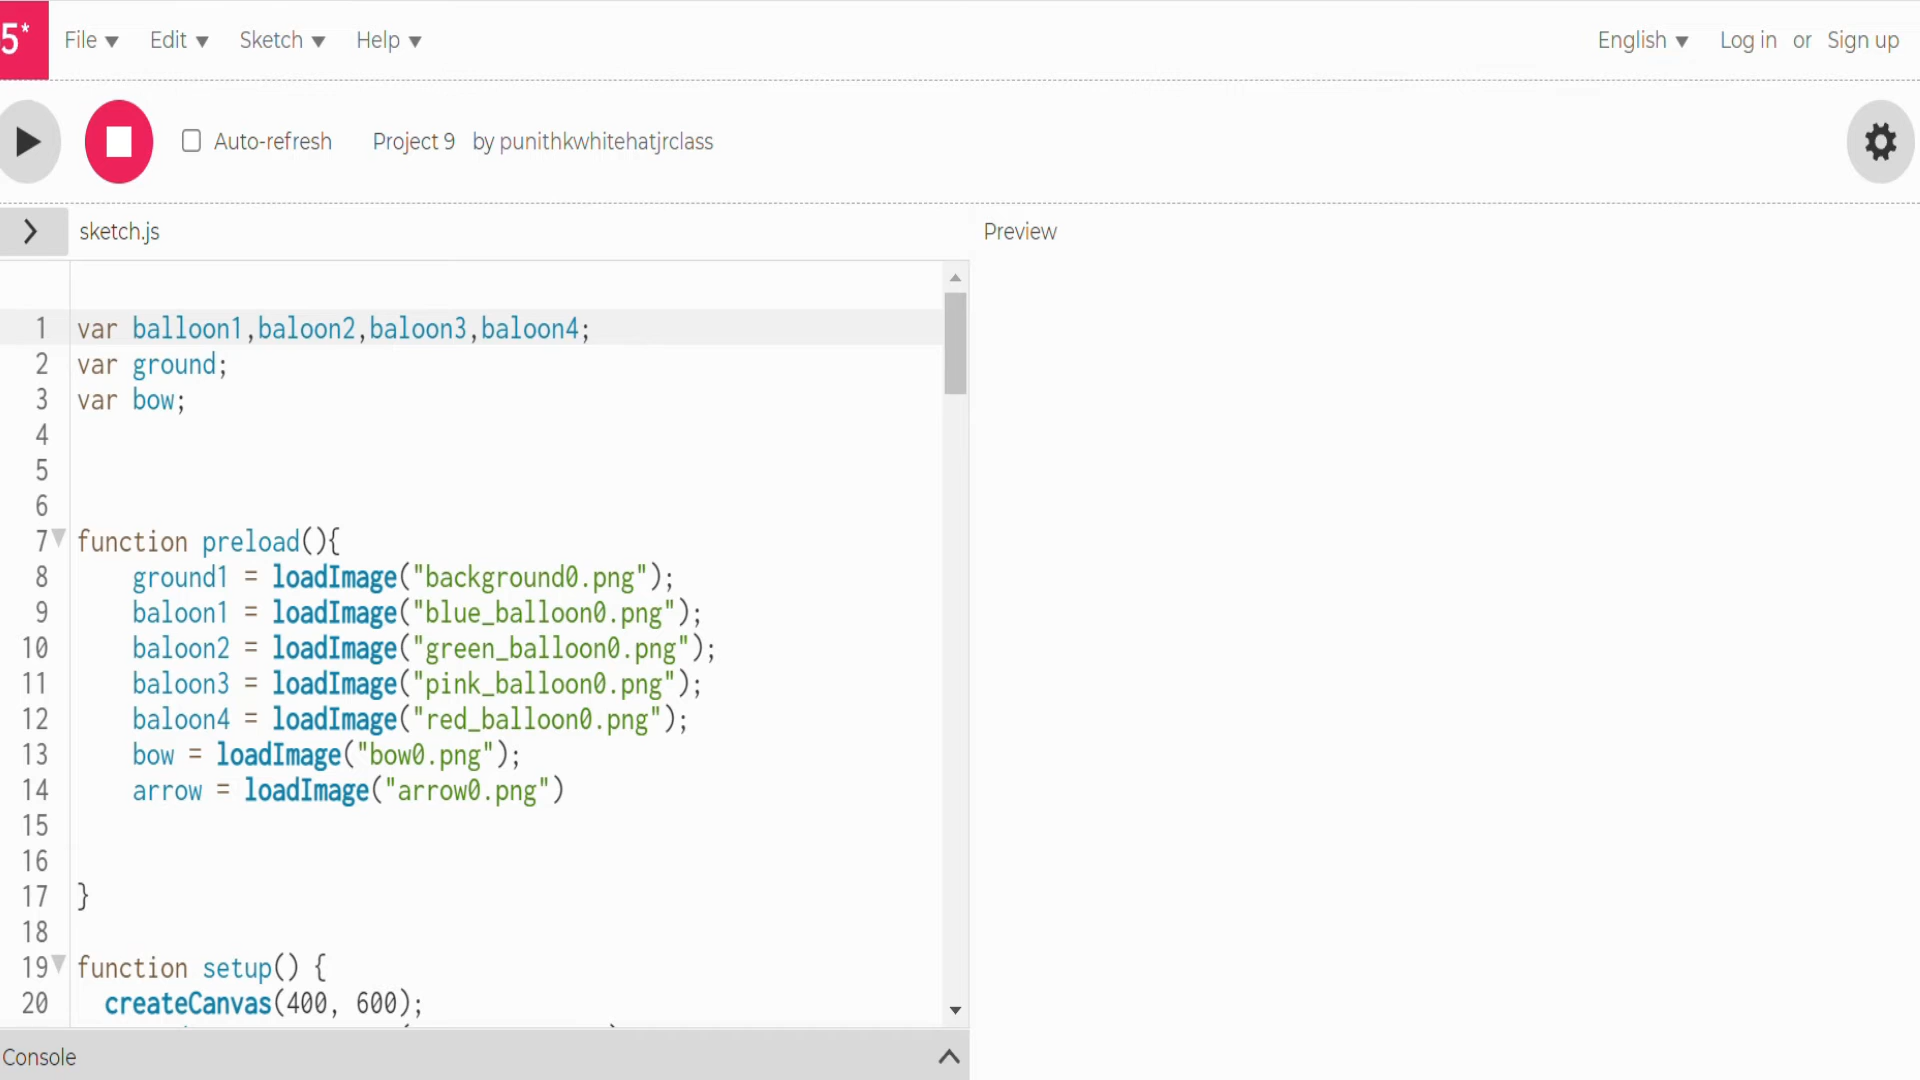 5*
File ▼ Edit ▼ Sketch ▼ Help ▼ English ▼ Log in or Sign up
Auto-refresh Project 9 by punithkwhitehatjrclass
sketch.js Preview
1 var balloon1,baloon2,baloon3,baloon4;
2 var ground;
3 var bow;
4
5
6
7 function preload(){
8 ground1 = loadImage("background0.png");
9 baloon1 = loadImage("blue_balloon0.png");
10 baloon2 = loadImage("green_balloon0.png");
11 baloon3 = loadImage("pink_balloon0.png");
12 baloon4 = loadImage("red_balloon0.png");
13 bow = loadImage("bow0.png");
14 arrow = loadImage("arrow0.png")
15
16
17 }
18
19 function setup() {
20 createCanvas(400, 600);
Console